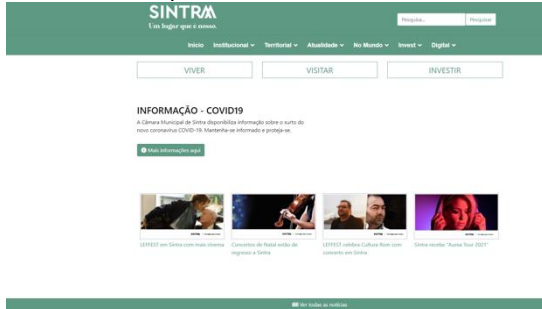 SINTRA
Um lugar que é nosso.
Pesquisa...
Pesquisar
Início Institucional Territorial Atualidade No Mundo Invest Digital
VIVER
VISITAR
INVESTIR
INFORMAÇÃO - COVID19
A Câmara Municipal de Sintra disponibiliza informação sobre o surto do
novo coronavírus COVID-19. Mantenha-se informado e proteja-se.
Mais informações aqui
LEFFEST em Sintra com mais cinema
Concertos de Natal estão de
regresso a Sintra
LEFFEST celebra Cultura Rom com
concerto em Sintra
Sintra recebe "Aurea Tour 2021"
Ver todas as notícias